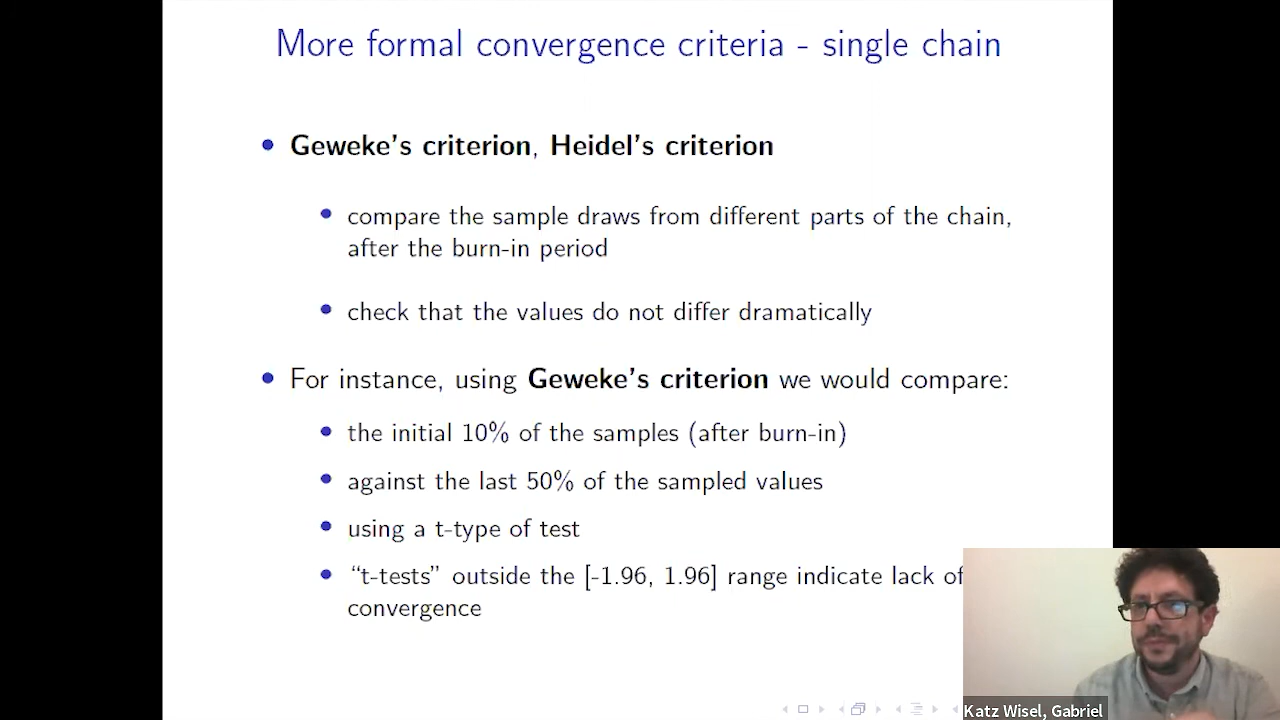 More formal convergence criteria - single chain
Geweke's criterion, Heidel's criterion
compare the sample draws from different parts of the chain,
after the burn-in period
check that the values do not differ dramatically
For instance, using Geweke's criterion we would compare:
the initial 10% of the samples (after burn-in)
against the last 50% of the sampled values
using a t-type of test
“t-tests” outside the [-1.96, 1.96] range indicate lack of
convergence
Katz Wisel, Gabriel